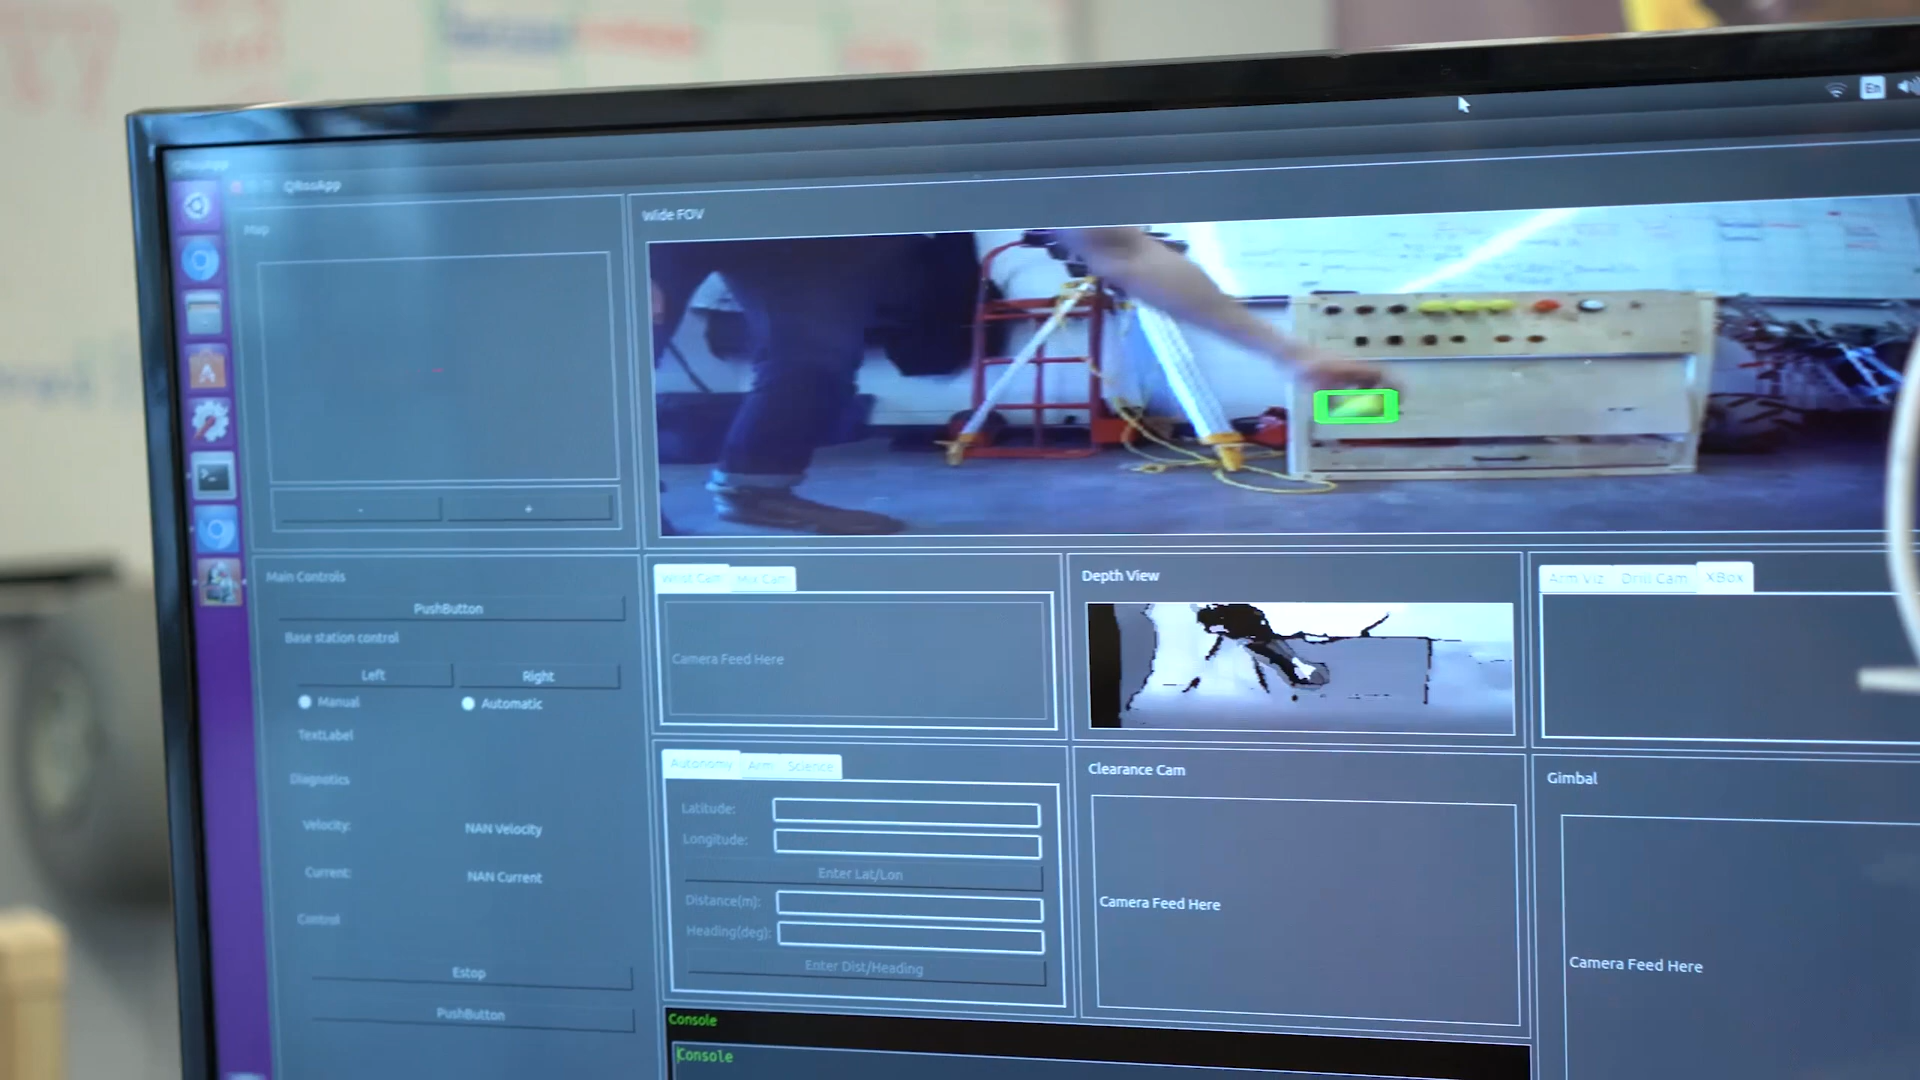 En
QRosApp
QRosApp
Map
Wide FOV
-
+
Main Controls
PushButton
Base station control
Left
Right
Manual
Automatic
TextLabel
Diagnostics
Velocity:
NAN Velocity
Current:
NAN Current
Control
Estop
PushButton
Wrist Cam
Mix Cam
Camera Feed Here
Depth View
Arm Viz
Drill Cam
XBox
Autonomy
Arm
Science
Latitude:
Longitude:
Enter Lat/Lon
Distance(m):
Heading(deg):
Enter Dist/Heading
Clearance Cam
Camera Feed Here
Gimbal
Camera Feed Here
Console
Console